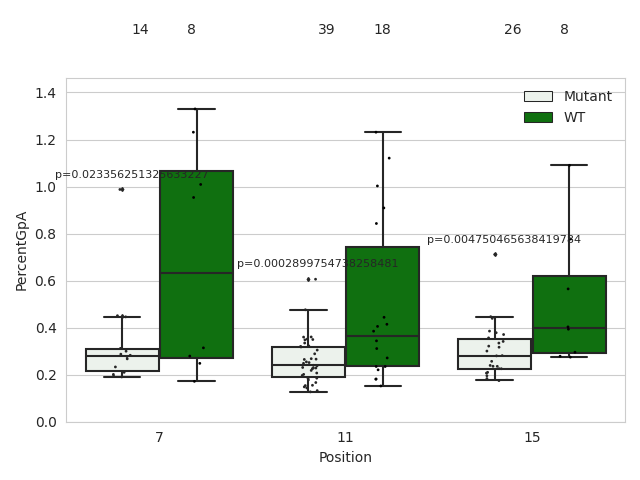 14 8 39 18 26 8
1.4
Mutant
WT
1.2
p=0.0233562513
1.0
p=0.004750465638419784
0.8
p=0.0002899754738258481
PercentGpA
0.6
0.4
0.2
0.0
7 11 15
Position